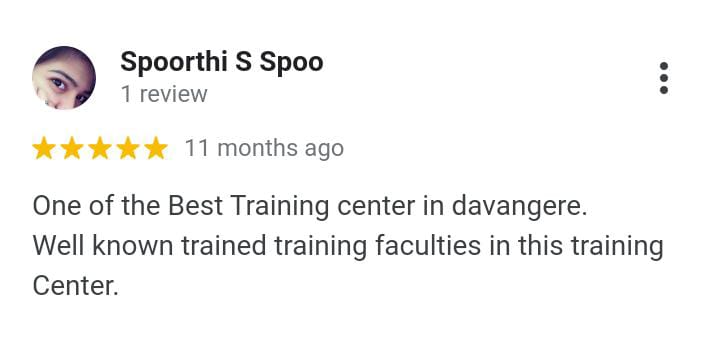 Spoorthi S Spoo
1 review
11 months ago
One of the Best Training center in davangere.
Well known trained training faculties in this training
Center.